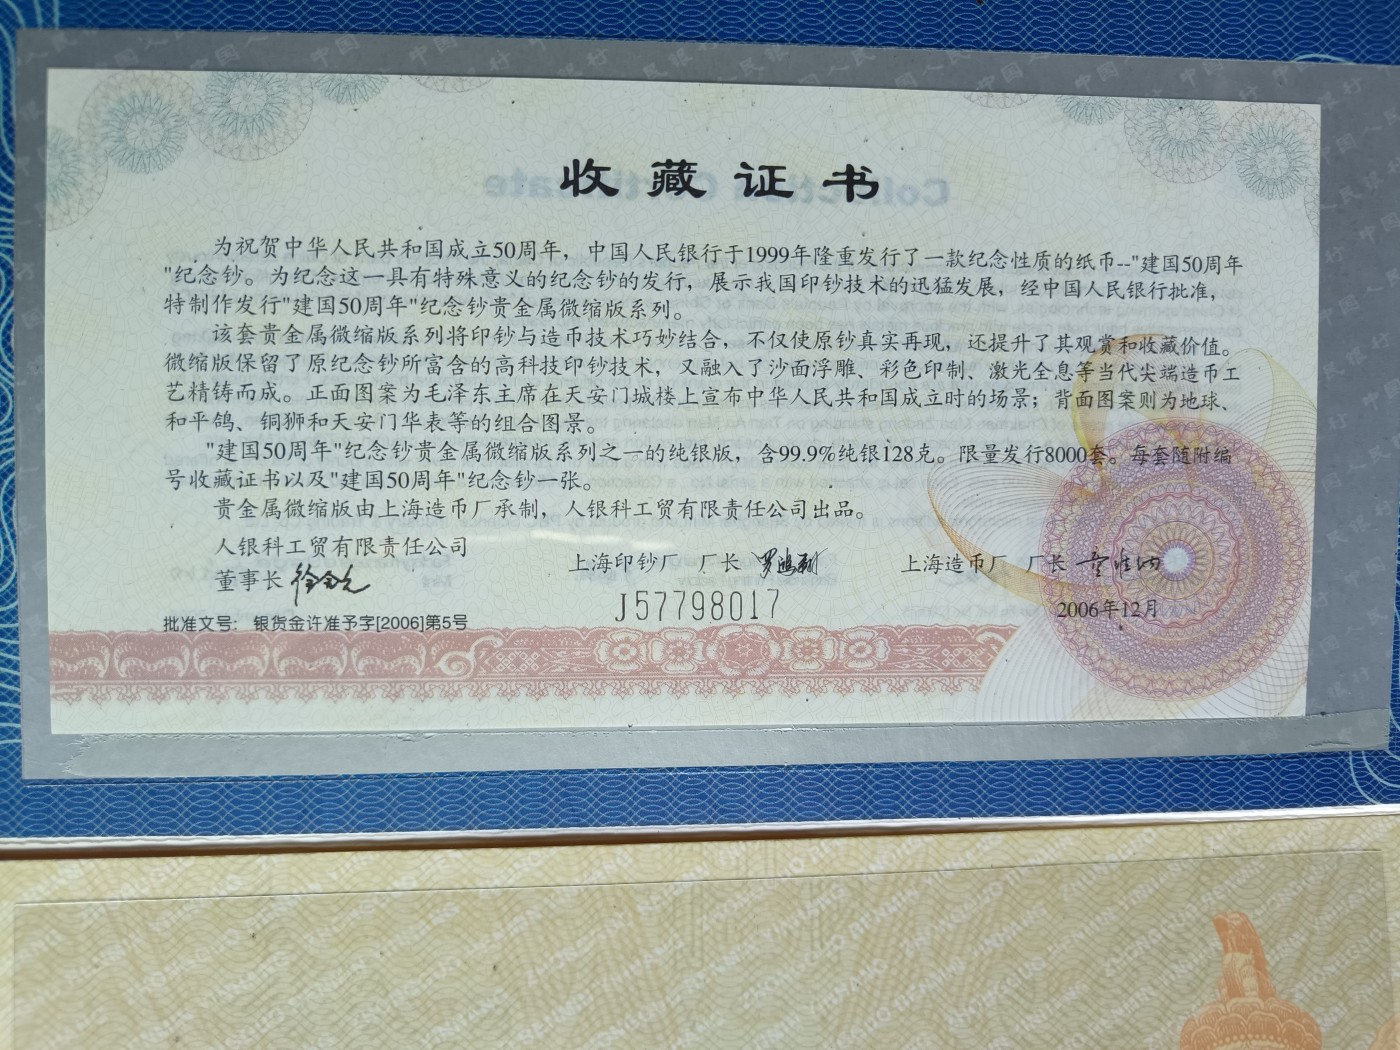 收藏证书
为祝贺中华人民共和国成立50周年，中国人民银行于1999年隆重发行了一款纪念性质的纸币--"建国50周年
"纪念钞。为纪念这一具有特殊意义的纪念钞的发行，展示我国印钞技术的迅猛发展，经中国人民银行批准，
特制作发行"建国50周年"纪念钞贵金属微缩版系列。
该套贵金属微缩版系列将印钞与造币技术巧妙结合，不仅使原钞真实再现，还提升了其观赏和收藏价值。
微缩版保留了原纪念钞所富含的高科技印钞技术，又融入了沙面浮雕、彩色印制、激光全息等当代尖端造币工
艺精铸而成。正面图案为毛泽东主席在天安门城楼上宣布中华人民共和国成立时的场景；背面图案则为地球、
和平鸽、铜狮和天安门华表等的组合图景。
"建国50周年"纪念钞贵金属微缩版系列之一的纯银版，含99.9%纯银128克。限量发行8000套。每套随附编
号收藏证书以及"建国50周年"纪念钞一张。
贵金属微缩版由上海造币厂承制，人银科工贸有限责任公司出品。
人银科工贸有限责任公司
董事长
上海印钞厂 厂长
上海造币厂 厂长
J57798017
2006年12月
批准文号： 银货金许准予字[2006]第5号